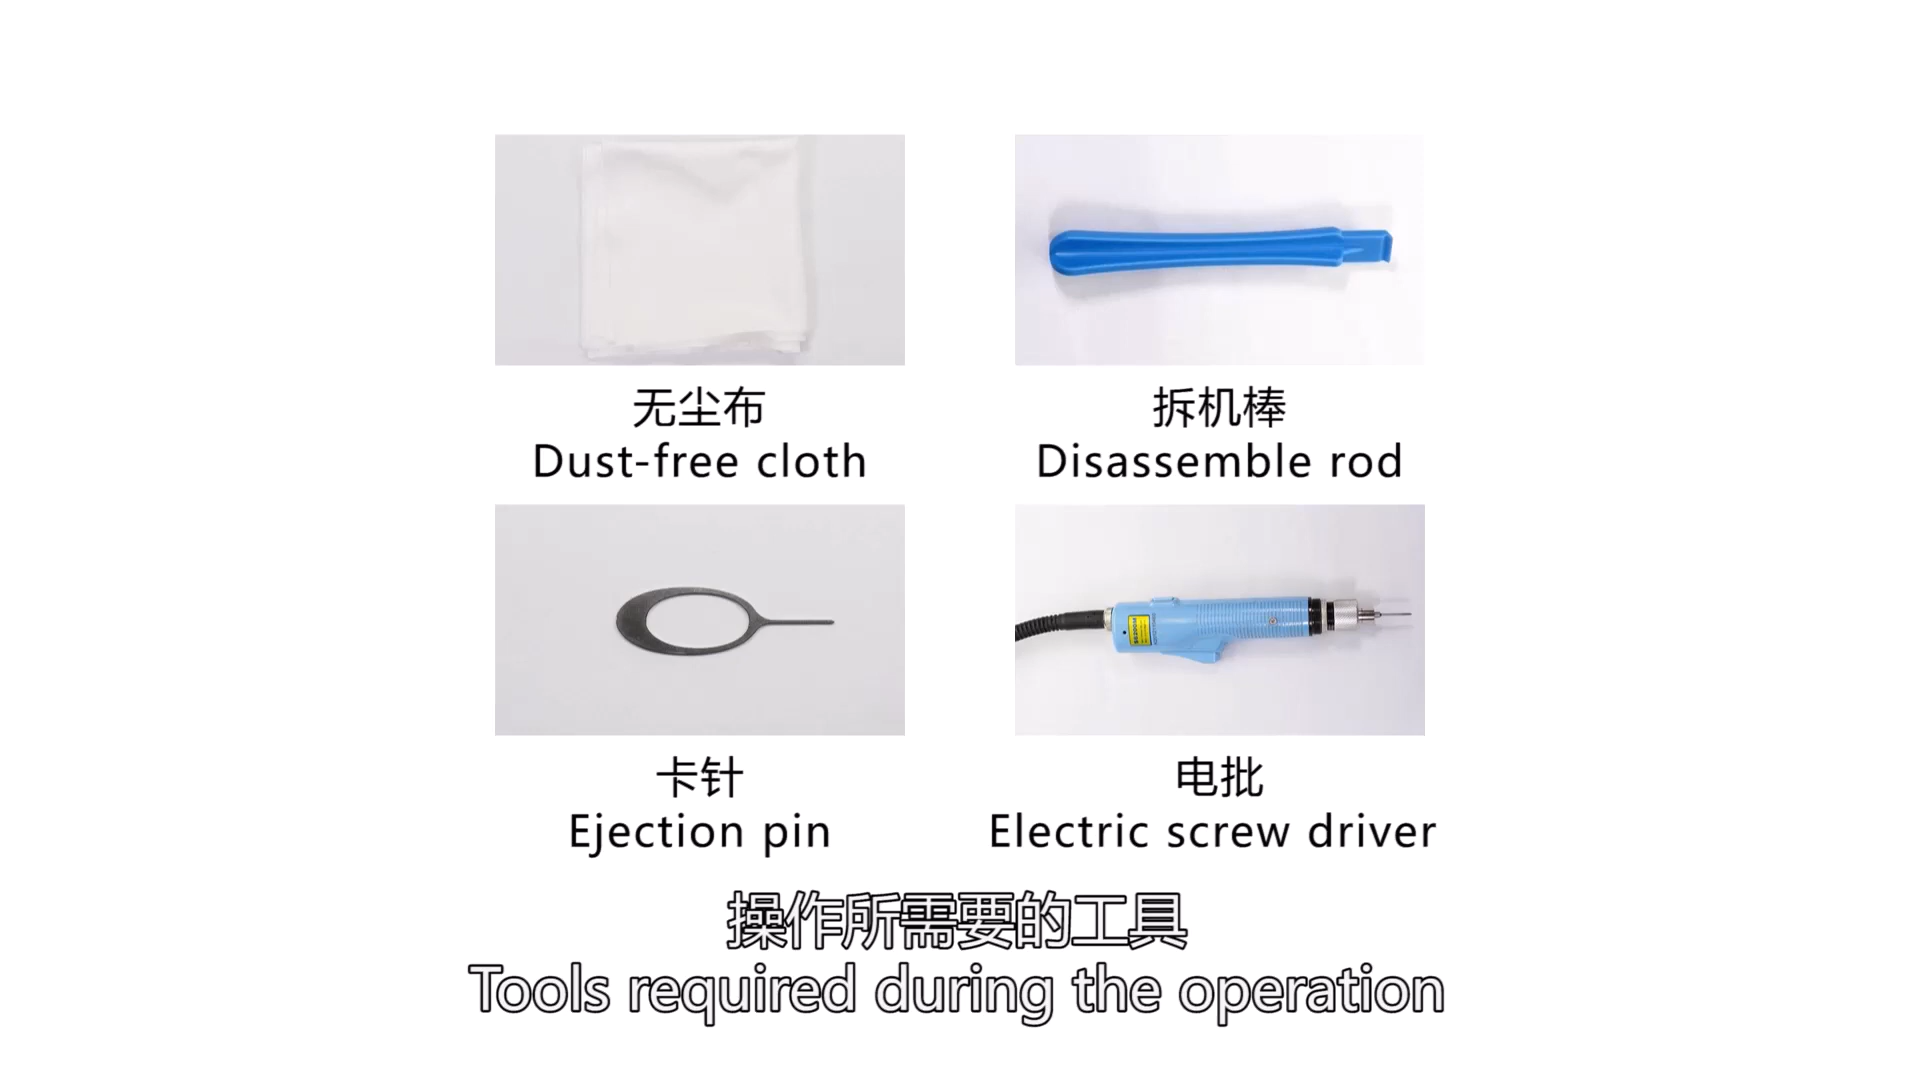 无尘布
Dust-free cloth
拆机棒
Disassemble rod
卡针
Ejection pin
电批
Electric screw driver
操作所需要的工具
Tools required during the operation